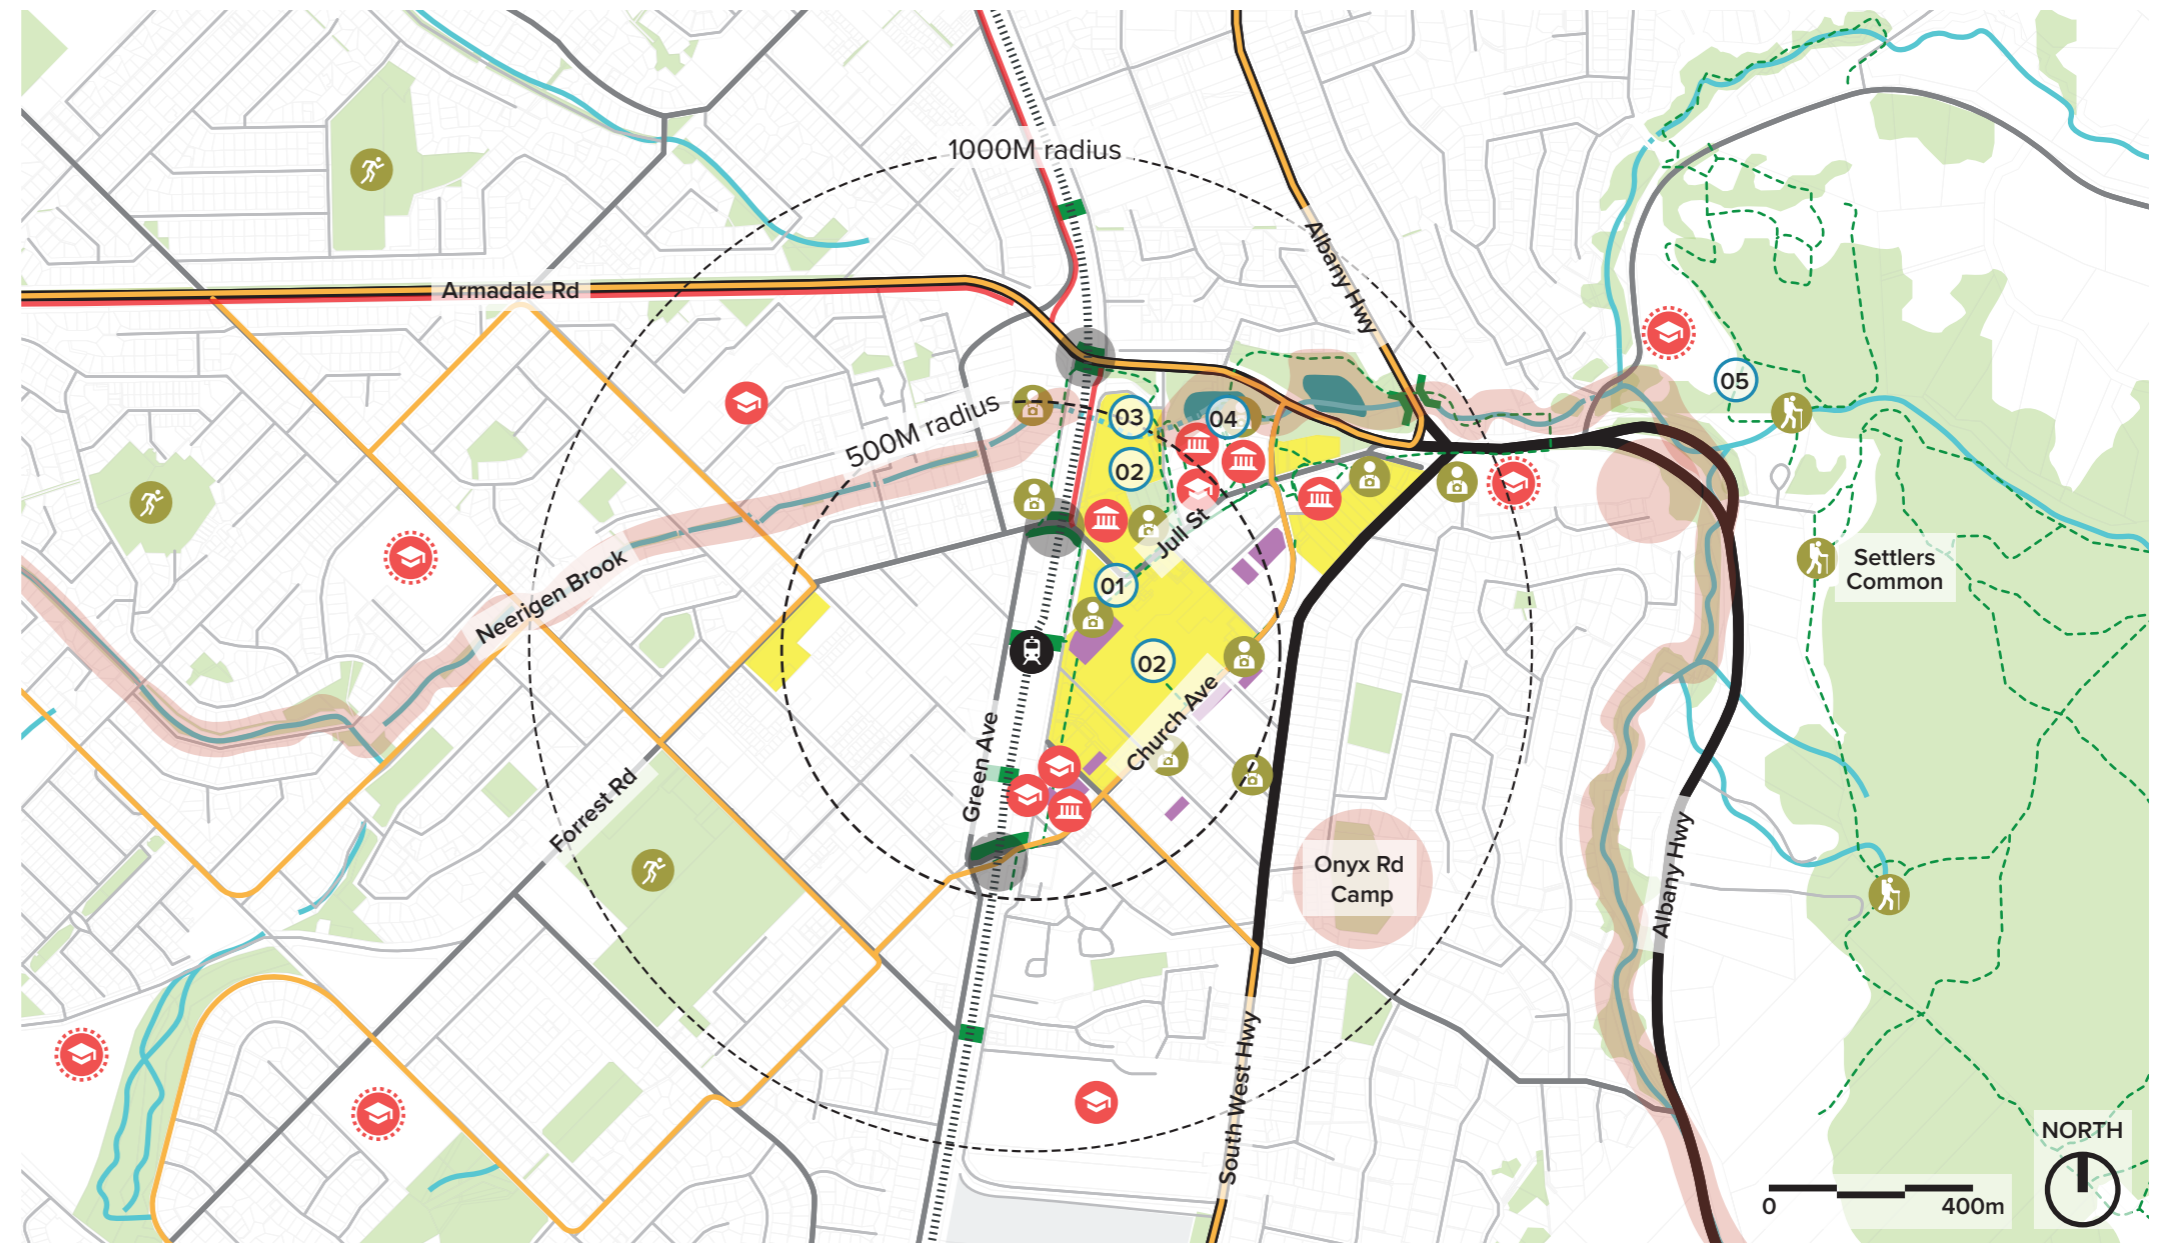 1000M radius
Albany Hwy
Armadale Rd
05
500M radius
03
04
02
Jull St
Settlers
Common
01
Neerigen Brook
02
Church Ave
Green Ave
Forrest Rd
Onyx Rd
Camp
Albany Hwy
South West Hwy
NORTH
0
400m